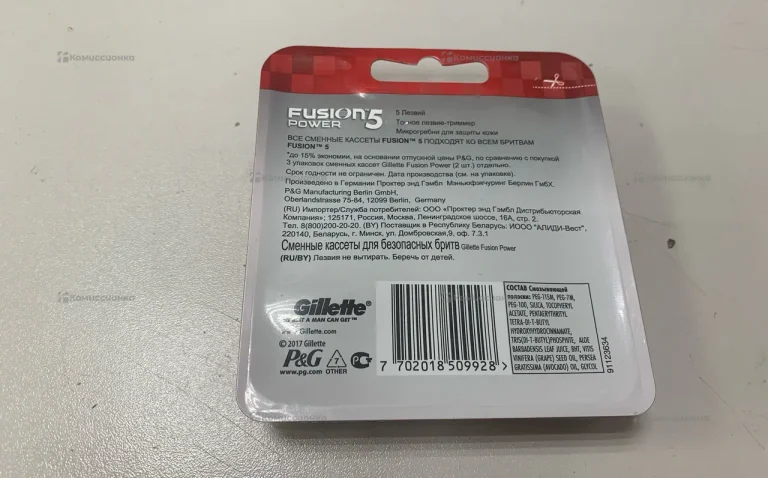 FUSION 5
POWER
5 Лезвий
Точное лезвие-триммер
Микрогребни для защиты кожи
ВСЕ СМЕННЫЕ КАССЕТЫ FUSION™ 5 ПОДХОДЯТ КО ВСЕМ БРИТВАМ
FUSION™ 5
*до 15% экономии, на основании отпускной цены P&G, по сравнению с покупкой
3 упаковок сменных кассет Gillette Fusion Power (2 шт.) отдельно.
Срок годности не ограничен. Дата производства (см. на упаковке).
Произведено в Германии Проктер энд Гэмбл Мэньюфэкчуринг Берлин ГмбХ.
P&G Manufacturing Berlin GmbH,
Oberlandstrasse 75-84, 12099 Berlin, Germany
(RU) Импортер/Служба потребителей: ООО «Проктер энд Гэмбл Дистрибьюторская
Компания»; 125171, Россия, Москва, Ленинградское шоссе, 16А, стр. 2.
Тел. 8(800)200-20-20. (BY) Поставщик в Республику Беларусь: ИООО "АЛИДИ-Вест",
220140, Беларусь, г. Минск, ул. Домбровская,9, оф. 7.3.1
Сменные кассеты для безопасных бритв Gillette Fusion Power
(RU/BY) Лезвия не вытирать. Беречь от детей.
Gillette®
BEST A MAN CAN GET™
Gillette.com
© 2017 Gillette
P&G
www.pg.com
7
OTHER
РС
7 702018 509928 >
СОСТАВ Смазывающей
полоски: PEG-115M, PEG-7M,
PEG-100, SILICA, TOCOPHERYL
ACETATE, PENTAERYTHRITYL
TETRA-DI-T-BUTYL
HYDROXYHYDROCINNAMATE,
TRIS(DI-T-BUTYL)PHOSPHITE, ALOE
BARBADENSIS LEAF JUICE, BHT, VITIS
VINIFERA (GRAPE) SEED OIL, PERSEA
GRATISSIMA (AVOCADO) OIL, GLYCOL
91123634
Комиссионка